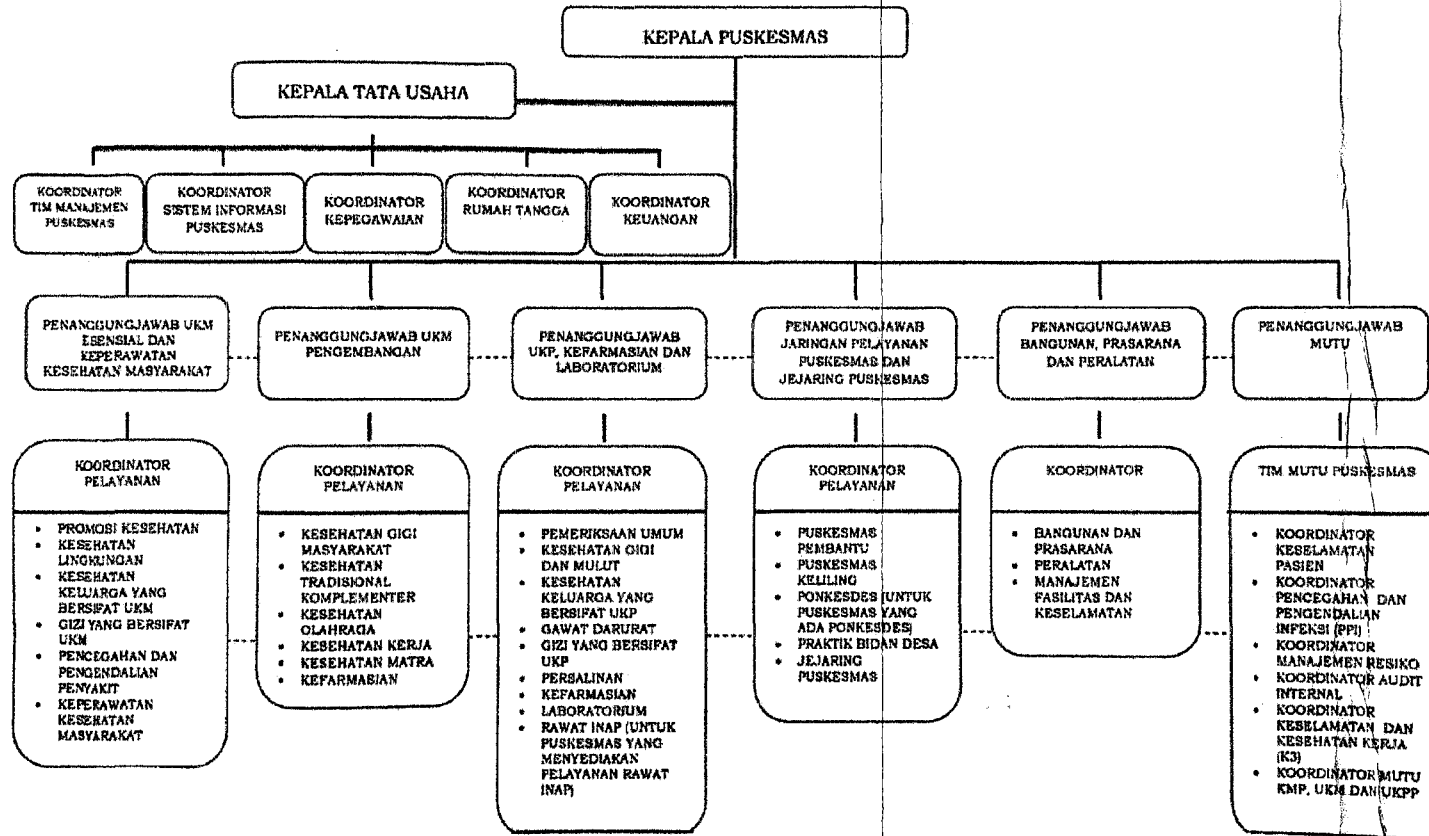 KEPALA PUSKESMAS
KEPALA TATA USAHA
KOORDINATOR
TIM MANAJEMEN
PUSKESMAS
KOORDINATOR
SISTEM INFORMASI
PUSKESMAS
KOORDINATOR
KEPEGAWAIAN
KOORDINATOR
RUMAH TANGGA
KOORDINATOR
KEUANGAN
PENANGGUNGJAWAB UKM
ESENSIAL DAN
KEPERAWATAN
KESEHATAN MASYARAKAT
PENANGGUNGJAWAB UKM
PENGEMBANGAN
PENANGGUNGJAWAB
UKP, KEFARMASIAN DAN
LABORATORIUM
PENANGGUNGJAWAB
JARINGAN PELAYANAN
PUSKESMAS DAN
JEJARING PUSKESMAS
PENANGGUNGJAWAB
BANGUNAN, PRASARANA
DAN PERALATAN
PENANGGUNGJAWAB
MUTU
KOORDINATOR
PELAYANAN
• PROMOSI KESEHATAN
• KESEHATAN
LINGKUNGAN
• KESEHATAN
KELUARGA YANG
BERSIFAT UKM
• GIZI YANG BERSIFAT
UKM
• PENCEGAHAN DAN
PENGENDALIAN
PENYAKIT
• KEPERAWATAN
KESEHATAN
MASYARAKAT
KOORDINATOR
PELAYANAN
• KESEHATAN GIGI
MASYARAKAT
• KESEHATAN
TRADISIONAL
KOMPLEMENTER
• KESEHATAN
OLAHRAGA
• KESEHATAN KERJA
• KESEHATAN MATRA
• KEFARMASIAN
KOORDINATOR
PELAYANAN
• PEMERIKSAAN UMUM
• KESEHATAN GIGI
DAN MULUT
• KESEHATAN
KELUARGA YANG
BERSIFAT UKP
• GAWAT DARURAT
• GIZI YANG BERSIFAT
UKP
• PERSALINAN
• KEFARMASIAN
• LABORATORIUM
• RAWAT INAP (UNTUK
PUSKESMAS YANG
MENYEDIAKAN
PELAYANAN RAWAT
INAP)
KOORDINATOR
PELAYANAN
• PUSKESMAS
PEMBANTU
• PUSKESMAS
KELILING
• PONKESDES (UNTUK
PUSKESMAS YANG
ADA PONKESDES)
• PRAKTIK BIDAN DESA
• JEJARING
PUSKESMAS
KOORDINATOR
• BANGUNAN DAN
PRASARANA
• PERALATAN
• MANAJEMEN
FASILITAS DAN
KESELAMATAN
TIM MUTU PUSKESMAS
• KOORDINATOR
KESELAMATAN
PASIEN
• KOORDINATOR
PENCEGAHAN DAN
PENGENDALIAN
INFEKSI (PPI)
• KOORDINATOR
MANAJEMEN RESIKO
• KOORDINATOR AUDIT
INTERNAL
• KOORDINATOR
KESELAMATAN DAN
KESEHATAN KERJA
(K3)
• KOORDINATOR MUTU
KMP, UKM DAN UKPP